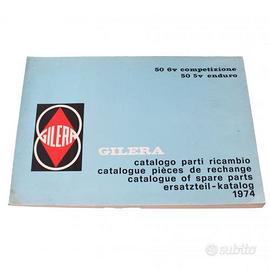 50 6v competizione
50 5v enduro
GILERA
GILERA
catalogo parti ricambio
catalogue pièces de rechange
catalogue of spare parts
ersatzteil-katalog
1974
subito